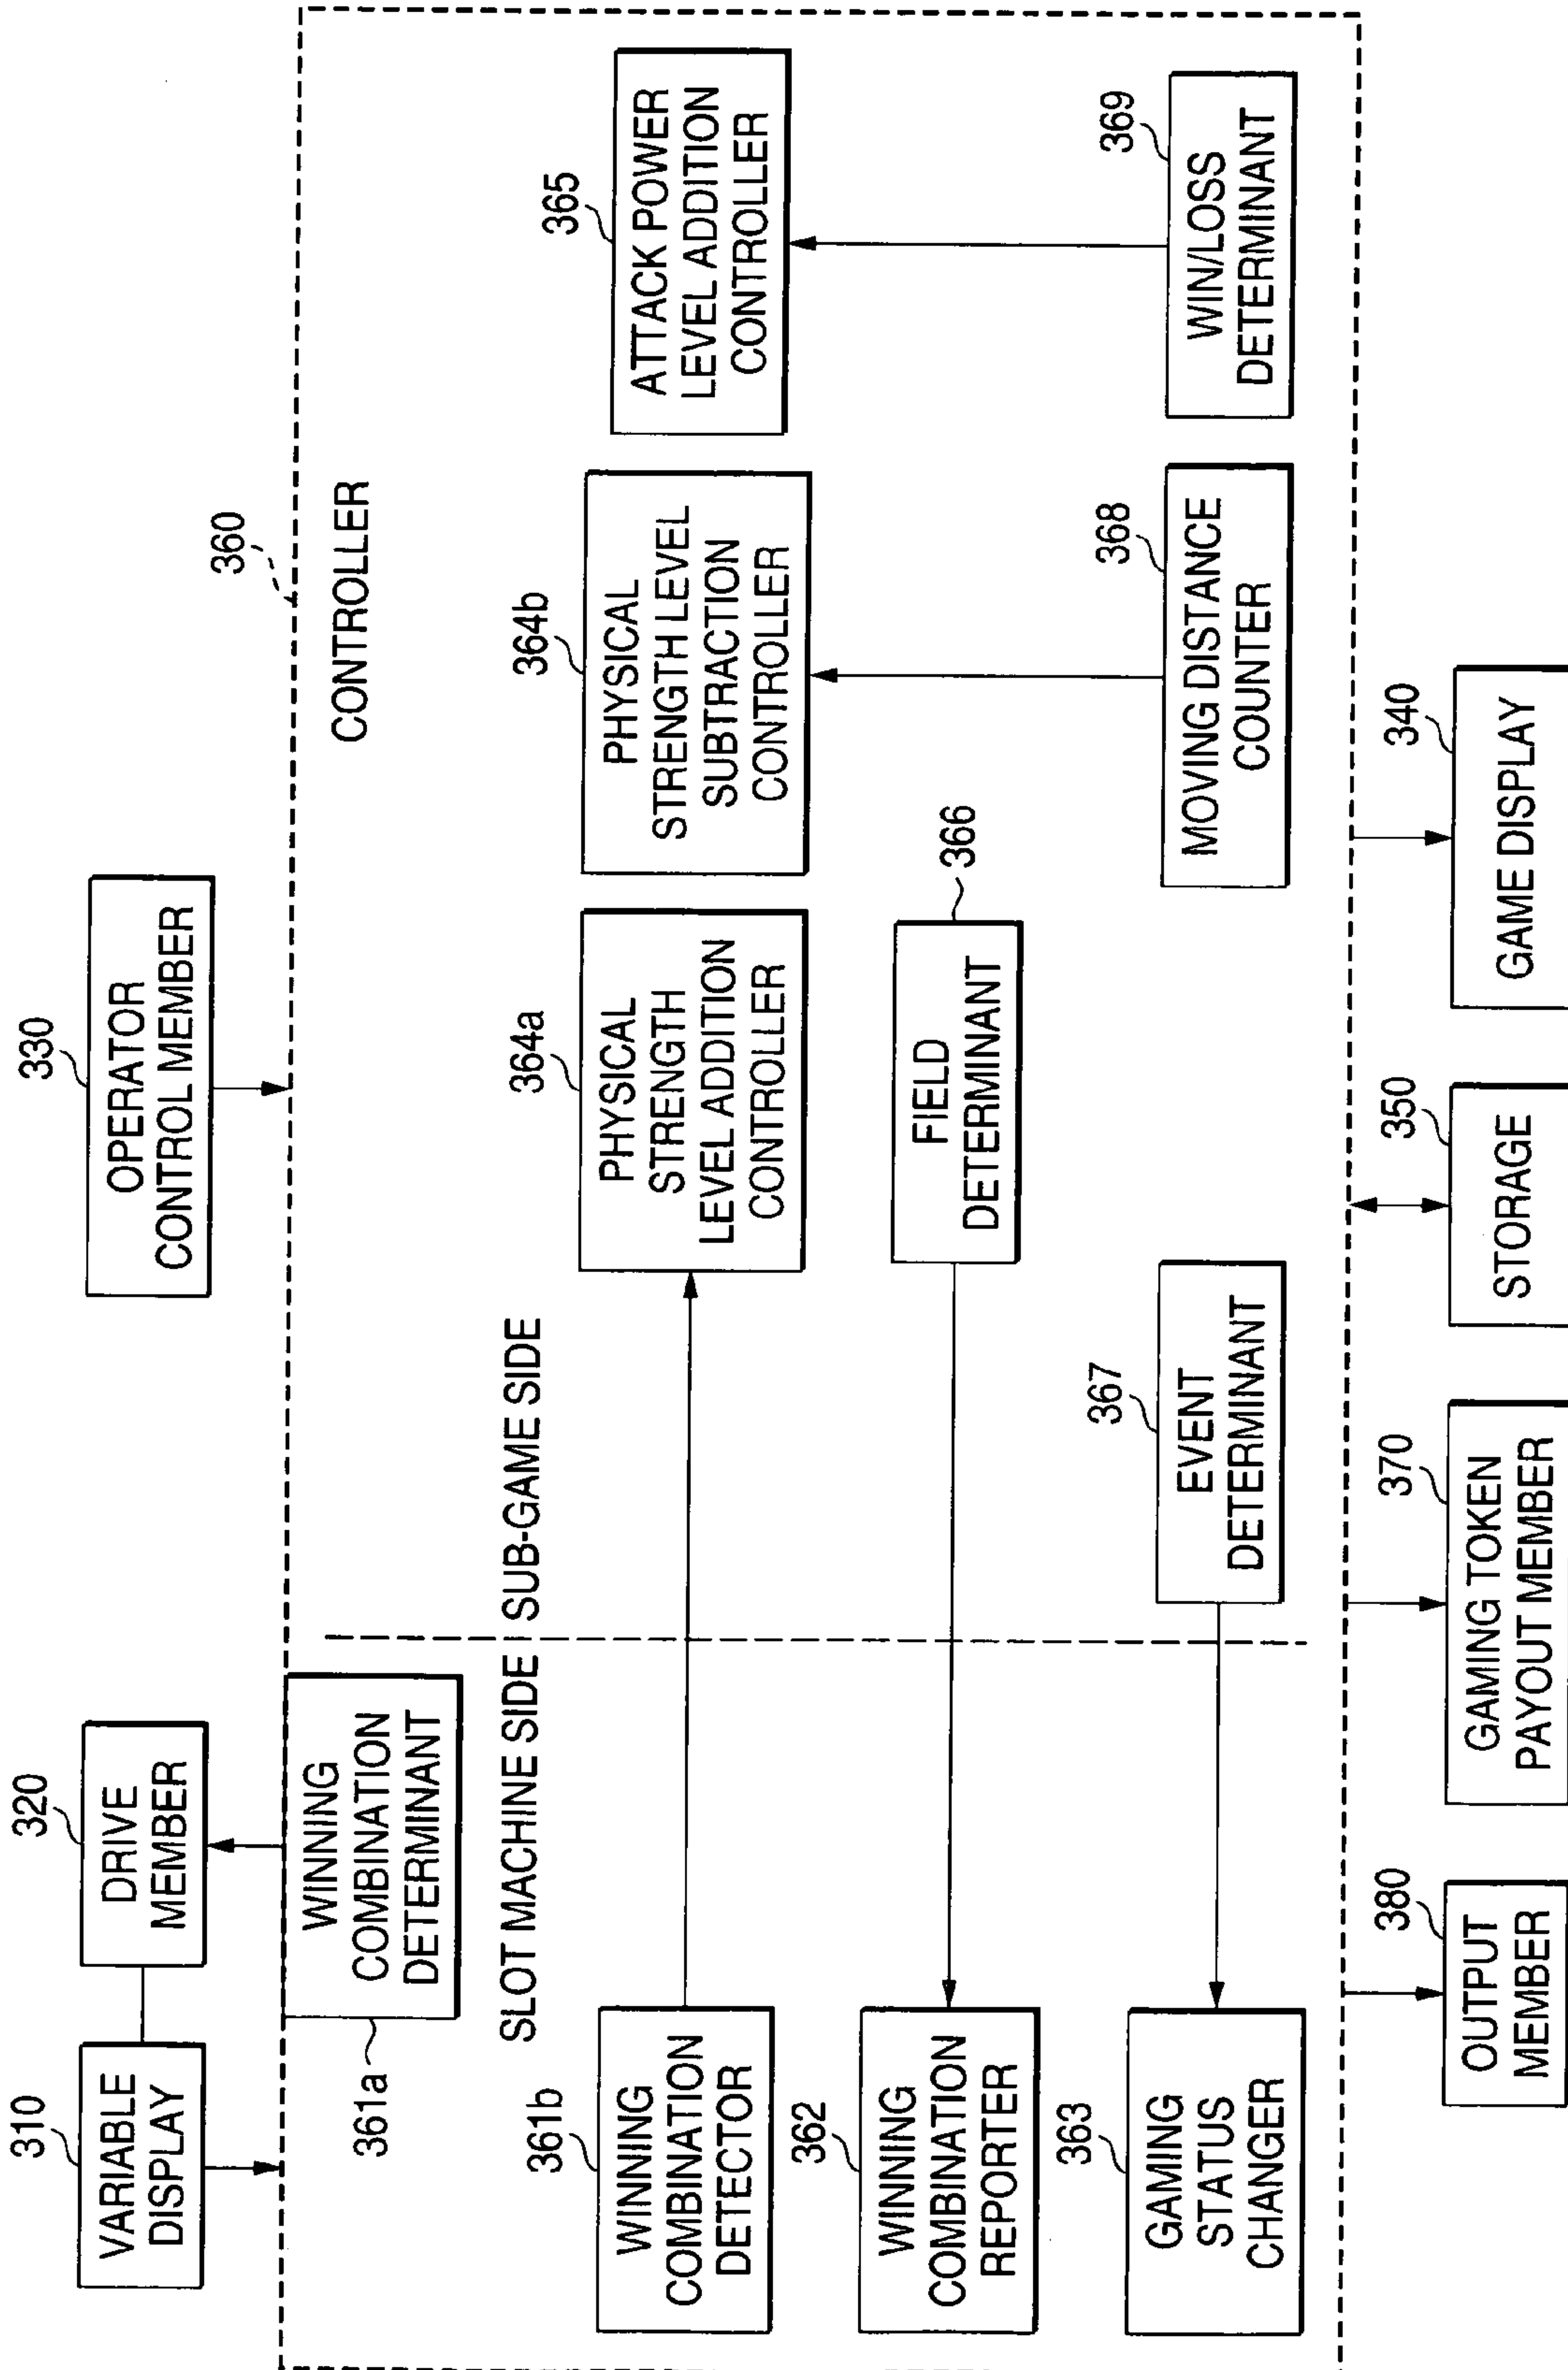 310
VARIABLE
DISPLAY
320
DRIVE
MEMBER
330
OPERATOR
CONTROL MEMBER
360
CONTROLLER
WINNING
COMBINATION
DETERMINANT
361a
SLOT MACHINE SIDE
SUB-GAME SIDE
361b
WINNING
COMBINATION
DETECTOR
364a
PHYSICAL
STRENGTH
LEVEL ADDITION
CONTROLLER
364b
PHYSICAL
STRENGTH LEVEL
SUBTRACTION
CONTROLLER
365
ATTACK POWER
LEVEL ADDITION
CONTROLLER
362
WINNING
COMBINATION
REPORTER
FIELD
DETERMINANT
366
363
GAMING
STATUS
CHANGER
367
EVENT
DETERMINANT
368
MOVING DISTANCE
COUNTER
369
WIN/LOSS
DETERMINANT
380
OUTPUT
MEMBER
370
GAMING TOKEN
PAYOUT MEMBER
350
STORAGE
340
GAME DISPLAY